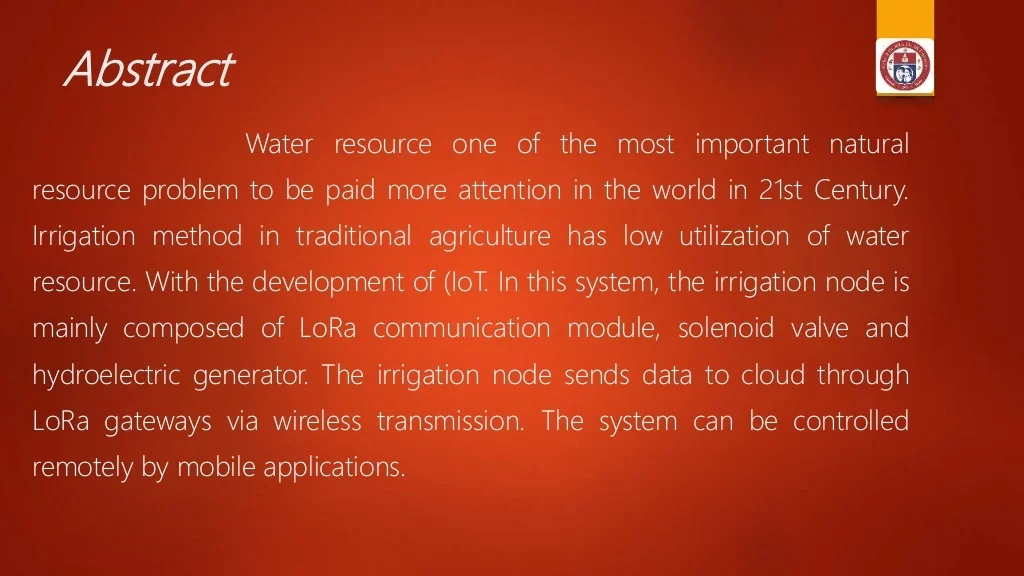 Abstract
Water resource one of the most important natural
resource problem to be paid more attention in the world in 21st Century.
Irrigation method in traditional agriculture has low utilization of water
resource. With the development of (IoT. In this system, the irrigation node is
mainly composed of LoRa communication module, solenoid valve and
hydroelectric generator. The irrigation node sends data to cloud through
LoRa gateways via wireless transmission. The system can be controlled
remotely by mobile applications.